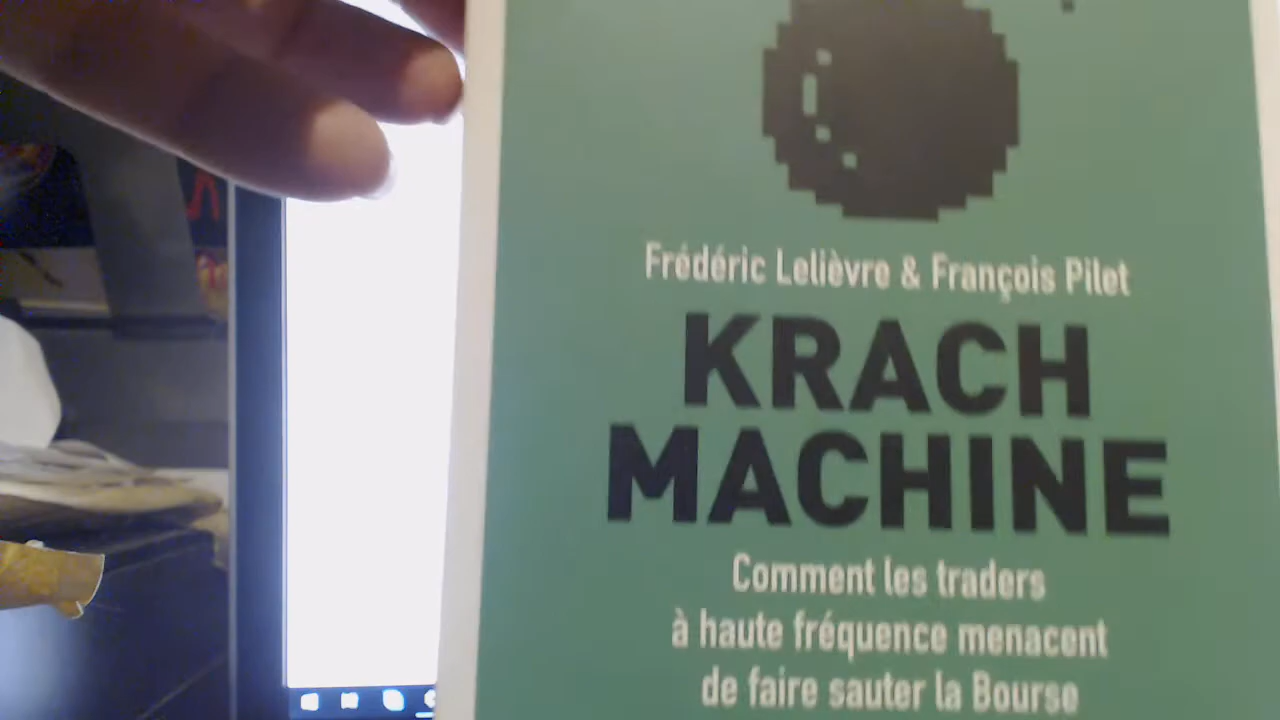 Frédéric Lelièvre & François Pilet
KRACH
MACHINE
Comment les traders
à haute fréquence menacent
de faire sauter la Bourse